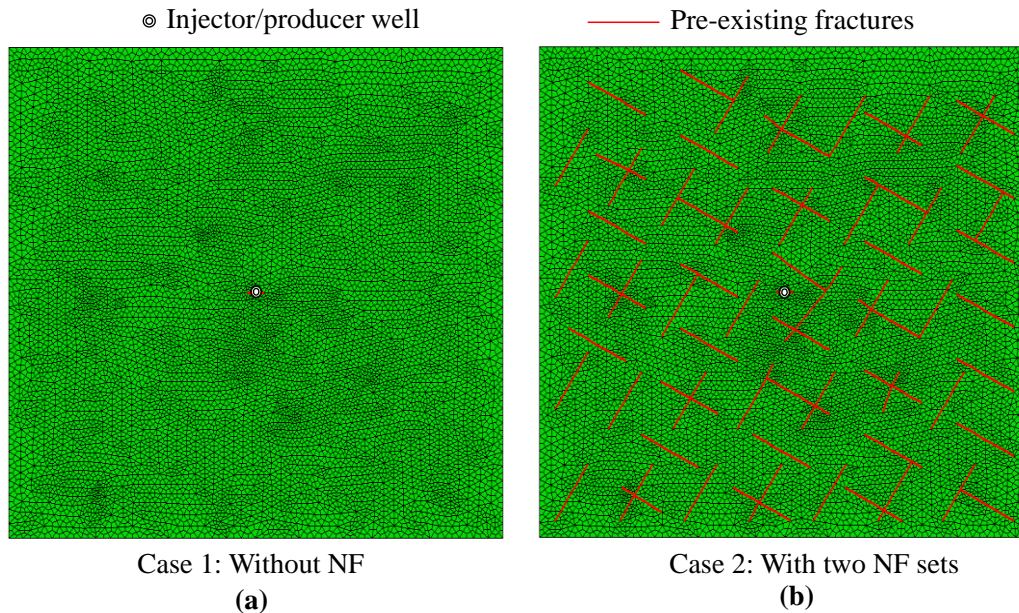 Injector/producer well
Pre-existing fractures
Case 1: Without NF
(a)
Case 2: With two NF sets
(b)